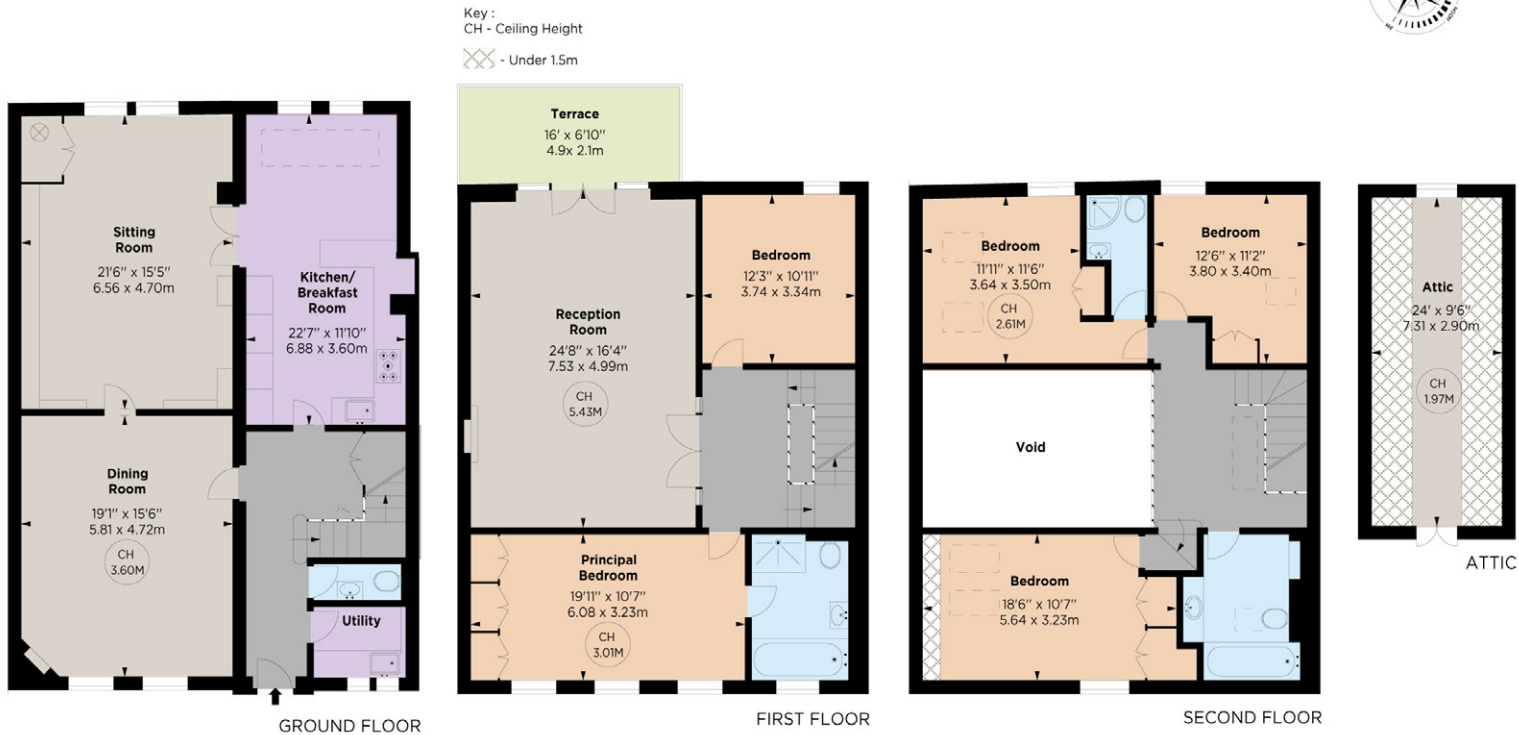 Key :
CH - Ceiling Height
- Under 1.5m
Sitting
Room
21'6" x 15'5"
6.56 x 4.70m
Kitchen/
Breakfast
Room
22'7" x 11'10"
6.88 x 3.60m
Dining
Room
19'1" x 15'6"
5.81 x 4.72m
CH
3.60M
Utility
GROUND FLOOR
Terrace
16' x 6'10"
4.9x 2.1m
Reception
Room
24'8" x 16'4"
7.53 x 4.99m
CH
5.43M
Bedroom
12'3" x 10'11"
3.74 x 3.34m
Principal
Bedroom
19'11" x 10'7"
6.08 x 3.23m
CH
3.01M
FIRST FLOOR
Bedroom
11'11" x 11'6"
3.64 x 3.50m
CH
2.61M
Bedroom
12'6" x 11'2"
3.80 x 3.40m
Void
Bedroom
18'6" x 10'7"
5.64 x 3.23m
SECOND FLOOR
Attic
24' x 9'6"
7.31 x 2.90m
CH
1.97M
ATTIC